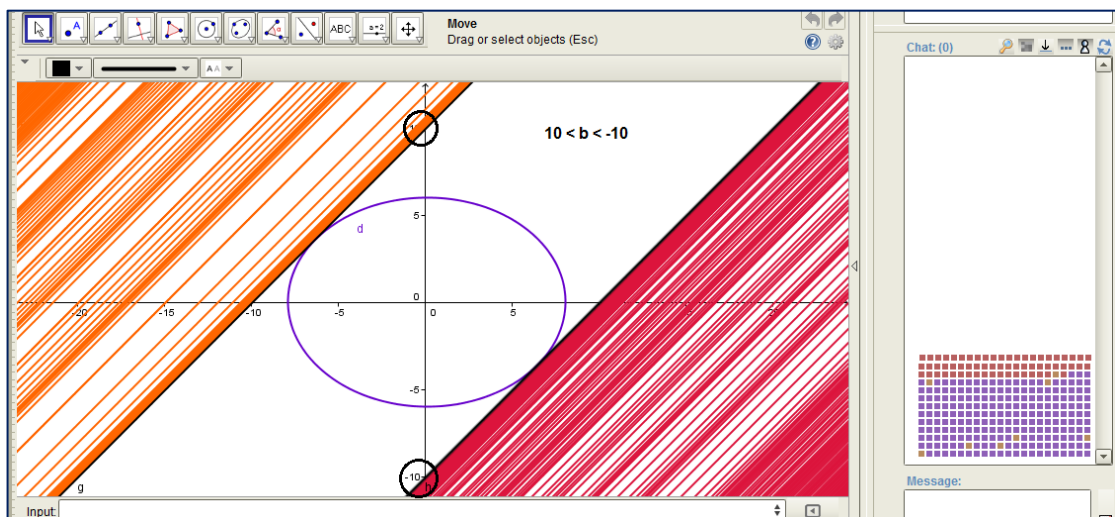 Move
Drag or select objects (Esc)
ABC
a=2
AA
10 < b < -10
5
d
-20
-15
-10
-5
0
0
5
-5
-10
g
h
Input:
Chat: (0)
Message: